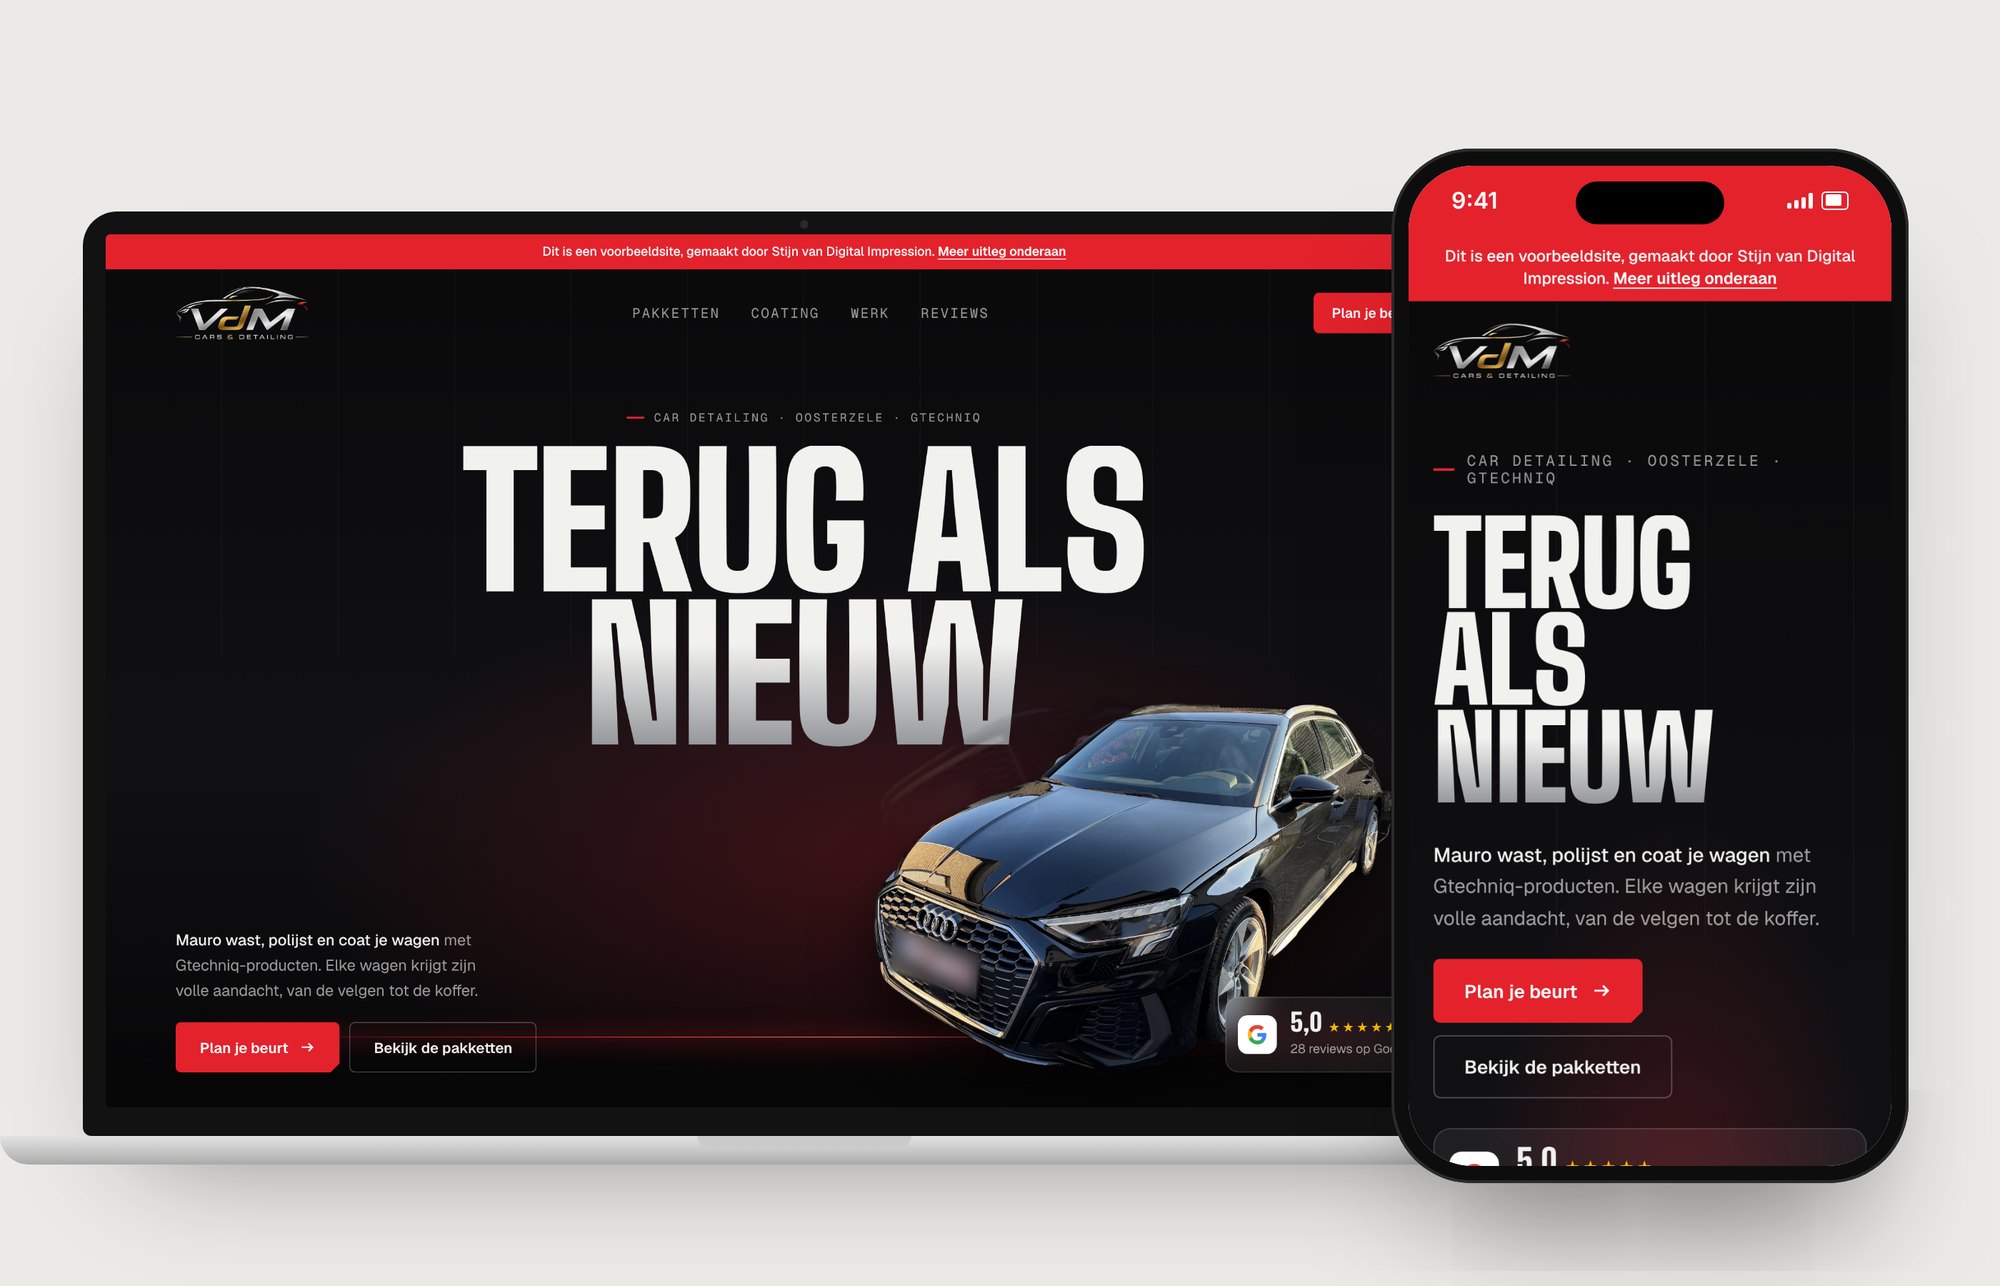 Dit is een voorbeeldsite, gemaakt door Stijn van Digital Impression. Meer uitleg onderaan
VdM
CARS & DETAILING
PAKKETTEN COATING WERK REVIEWS
Plan je
CAR DETAILING · OOSTERZELE · GTECHNIQ
TERUG ALS
NIEUW
Mauro wast, polijst en coat je wagen met
Gtechniq-producten. Elke wagen krijgt zijn
volle aandacht, van de velgen tot de koffer.
Plan je beurt →
Bekijk de pakketten
G
5,0 ★★★★★
28 reviews op
9:41
Dit is een voorbeeldsite, gemaakt door Stijn van Digital
Impression. Meer uitleg onderaan
VdM
CARS & DETAILING
CAR DETAILING · OOSTERZELE ·
GTECHNIQ
TERUG
ALS
NIEUW
Mauro wast, polijst en coat je wagen met
Gtechniq-producten. Elke wagen krijgt zijn
volle aandacht, van de velgen tot de koffer.
Plan je beurt →
Bekijk de pakketten
5,0 ★★★★★